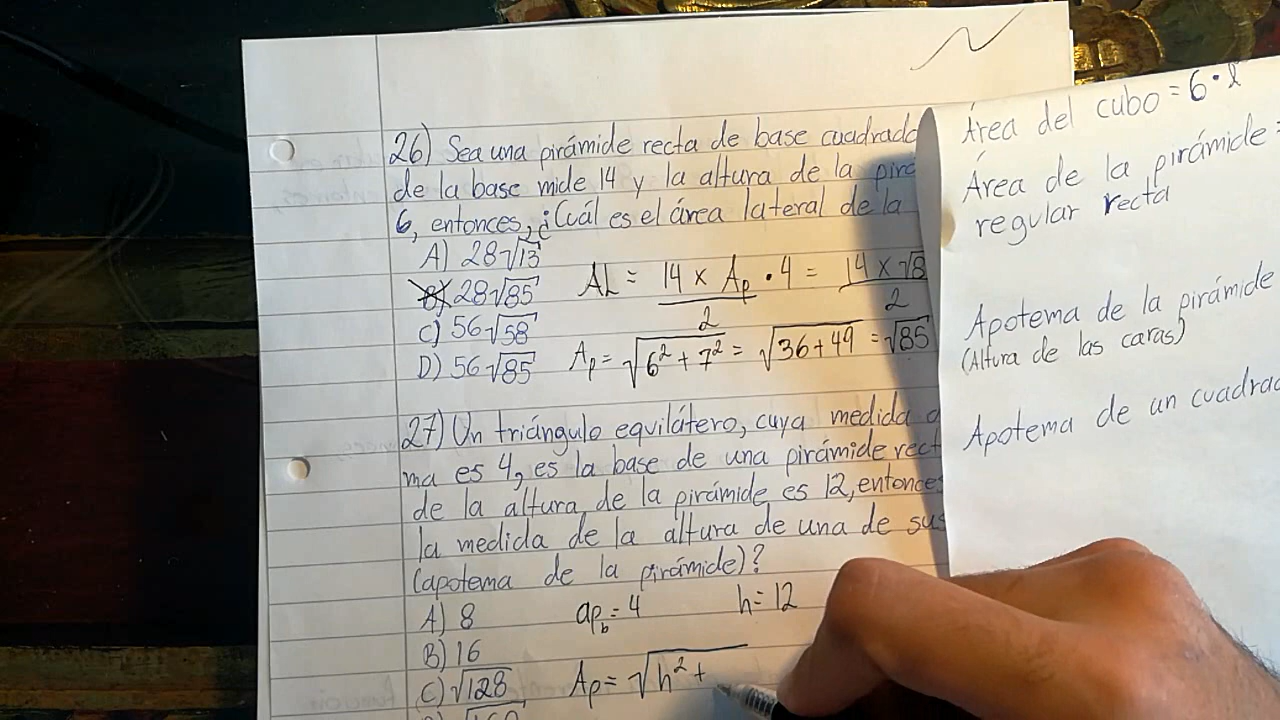 26) Sea una pirámide recta de base cuadrada
de la base mide 14 y la altura de la
6, entonces, ¿Cuál es el área lateral de la
A) 28√13
B) 28√85
C) 56√58
D) 56√85
AL = 14 x Ap / 2 • 4 = 14 x √8 / 2
Ap = √6² + 7² = √36+49 = √85
27) Un triángulo equilátero, cuya medida
ma es 4, es la base de una pirámide rect
de la altura de la pirámide es 12, entonces
la medida de la altura de una de sus
(apotema de la pirámide)?
A) 8
B) 16
C) √128
apb = 4 h = 12
Ap = √h² +
Área del cubo = 6 • l
Área de la pirámide =
regular recta
Apotema de la pirámide
(Altura de las caras)
Apotema de un cuadrad